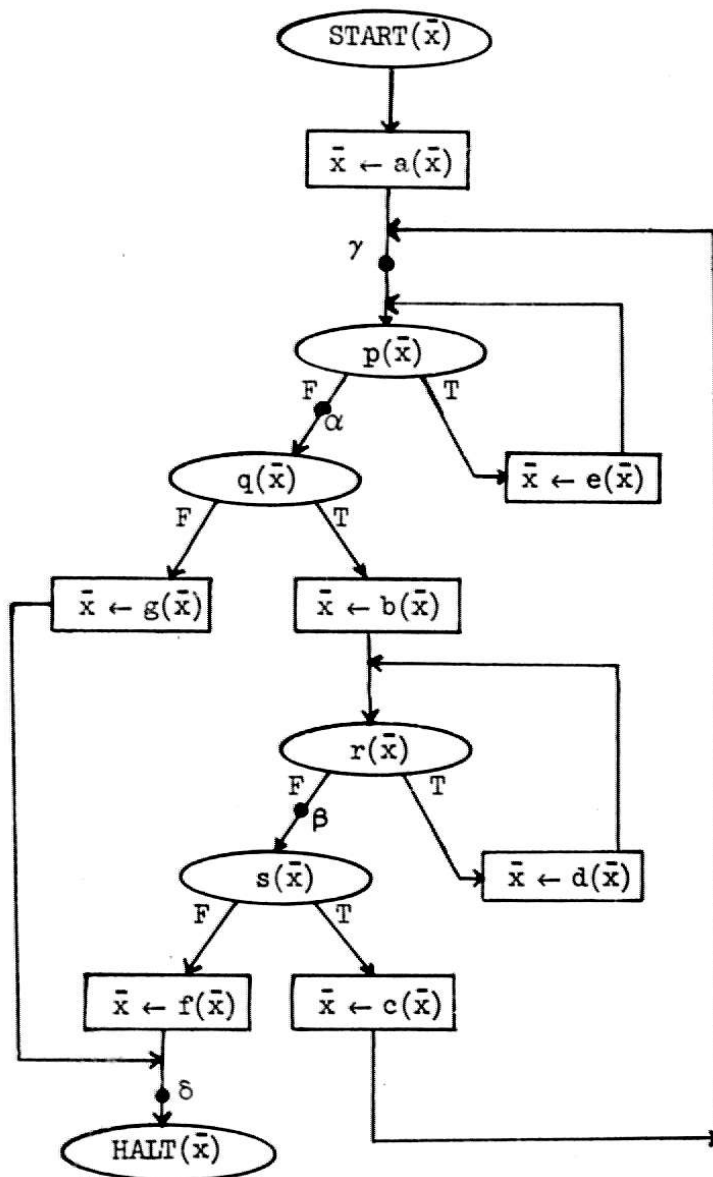 START(x̄)
x̄ ← a(x̄)
γ
p(x̄)
F T
α
q(x̄)
x̄ ← e(x̄)
F T
x̄ ← g(x̄)
x̄ ← b(x̄)
r(x̄)
F T
β
s(x̄)
x̄ ← d(x̄)
F T
x̄ ← f(x̄)
x̄ ← c(x̄)
δ
HALT(x̄)